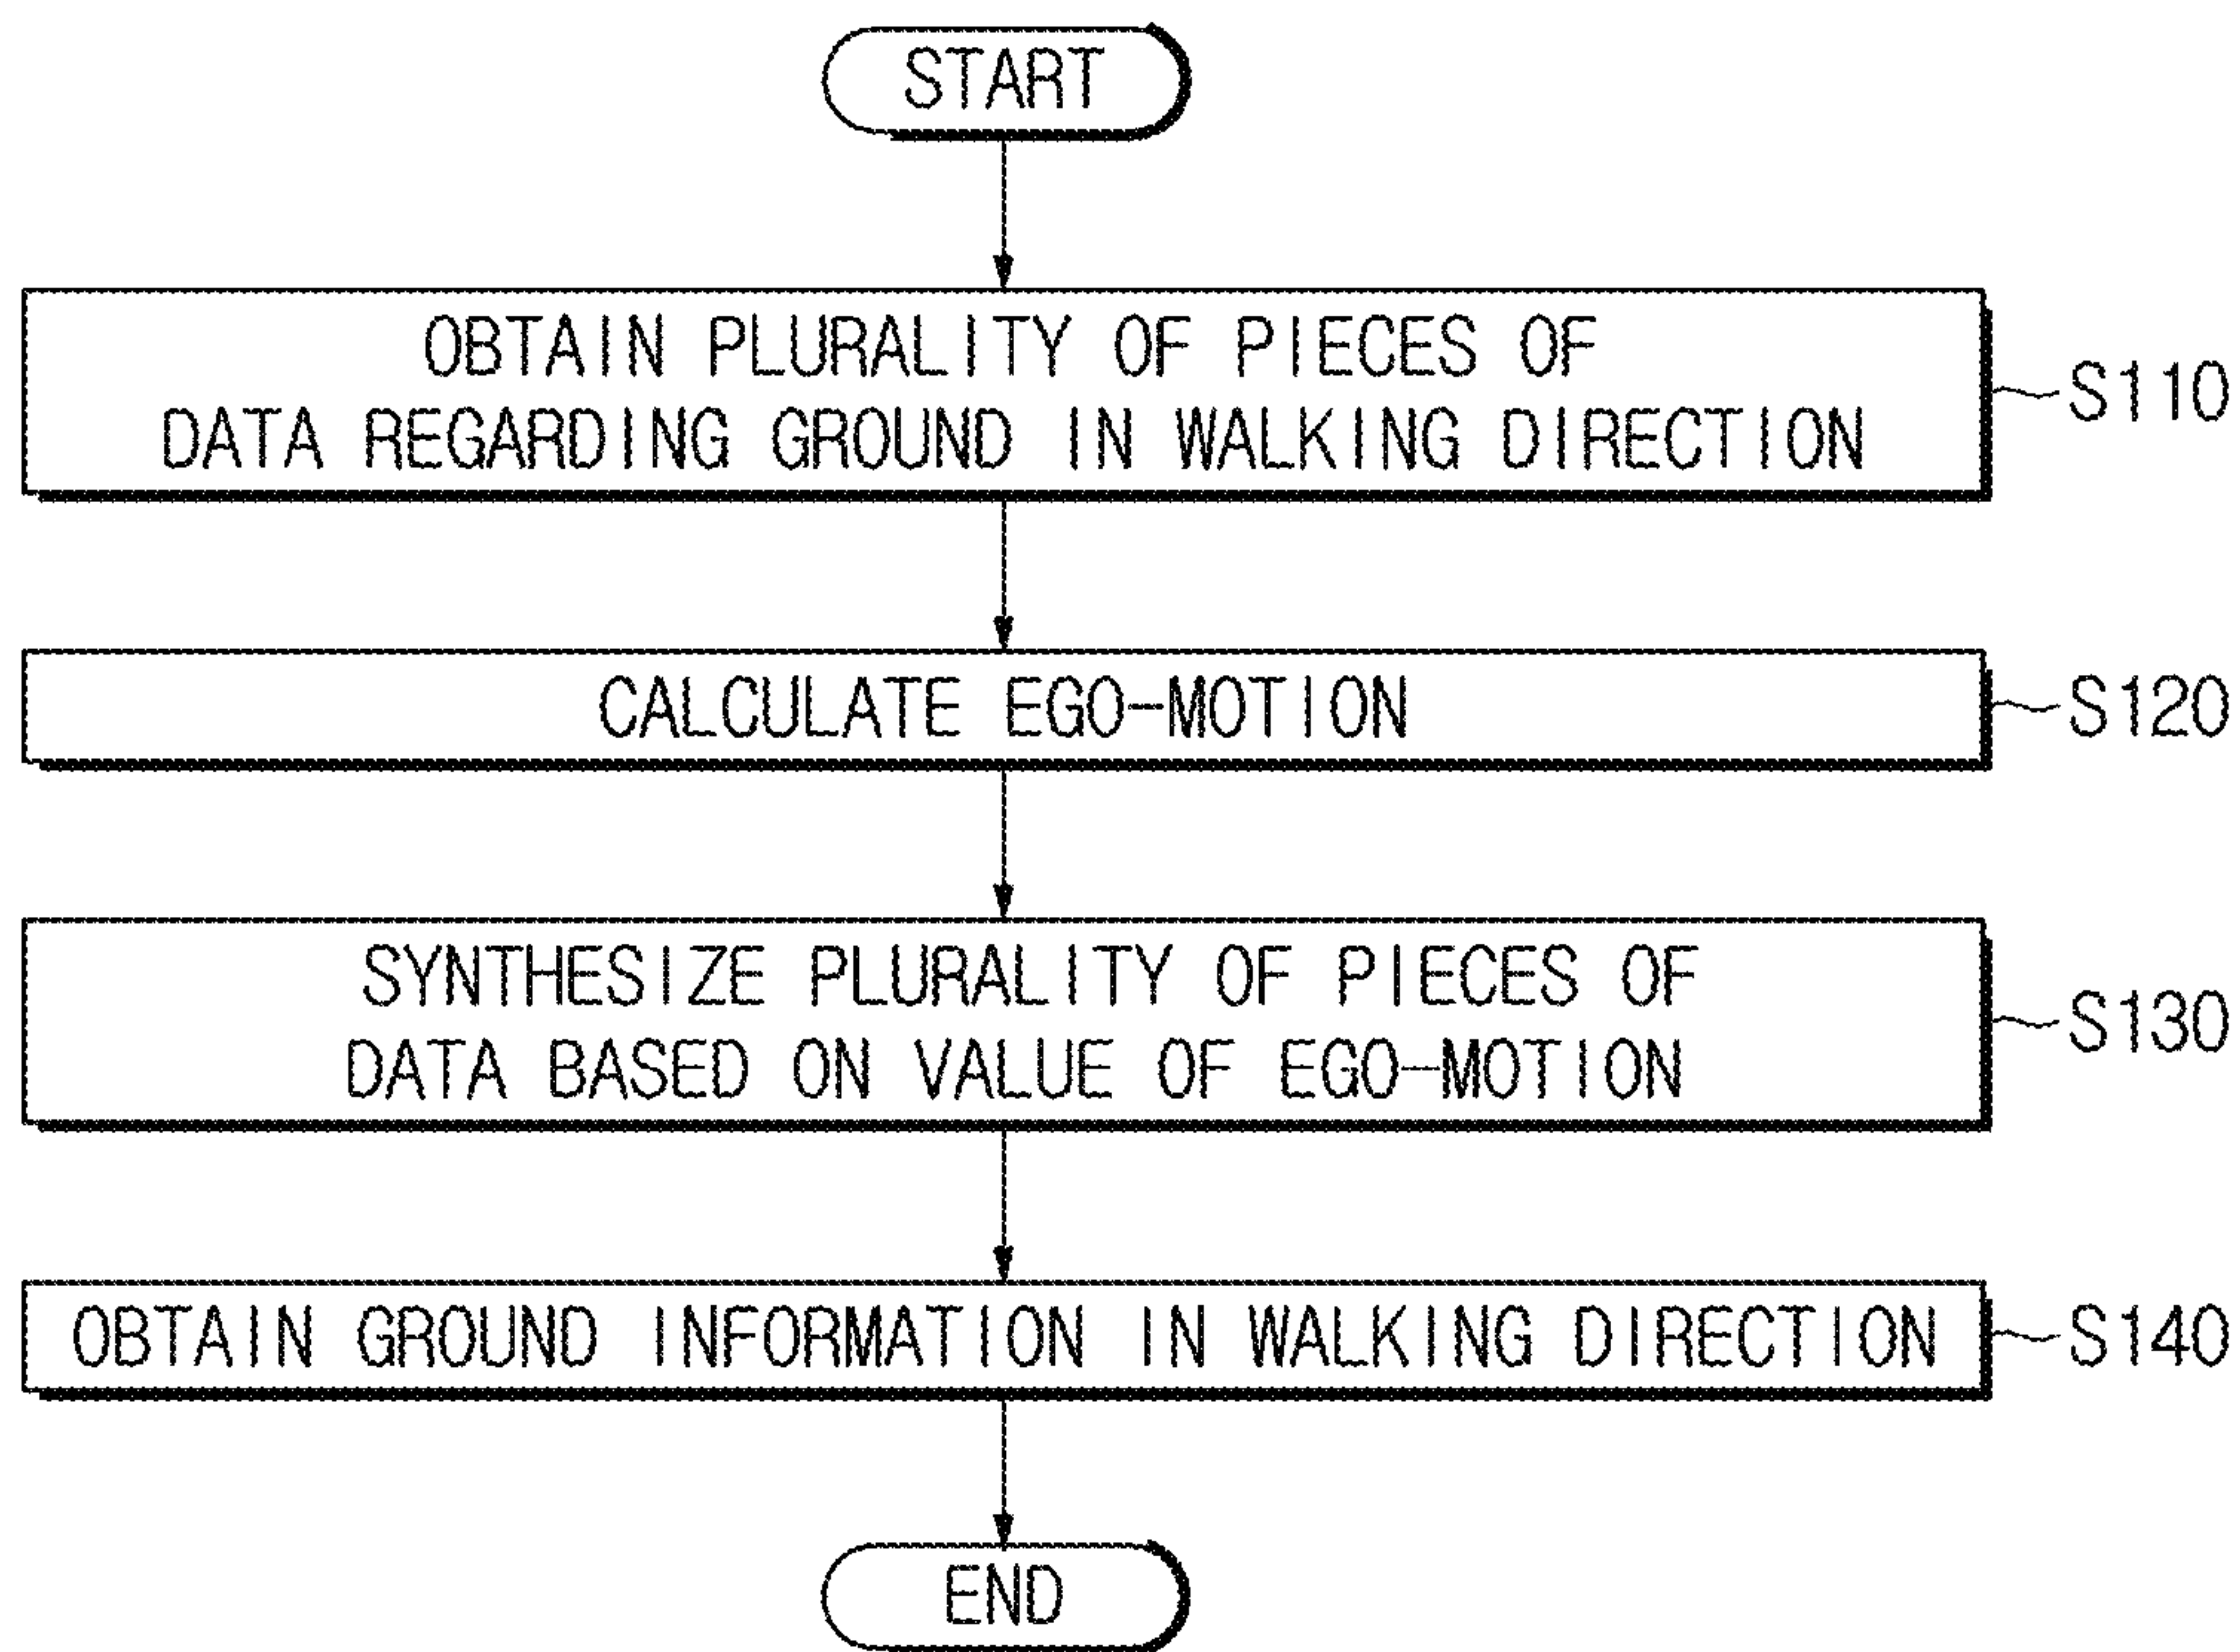 START
OBTAIN PLURALITY OF PIECES OF
DATA REGARDING GROUND IN WALKING DIRECTION
S110
CALCULATE EGO-MOTION
S120
SYNTHESIZE PLURALITY OF PIECES OF
DATA BASED ON VALUE OF EGO-MOTION
S130
OBTAIN GROUND INFORMATION IN WALKING DIRECTION
S140
END